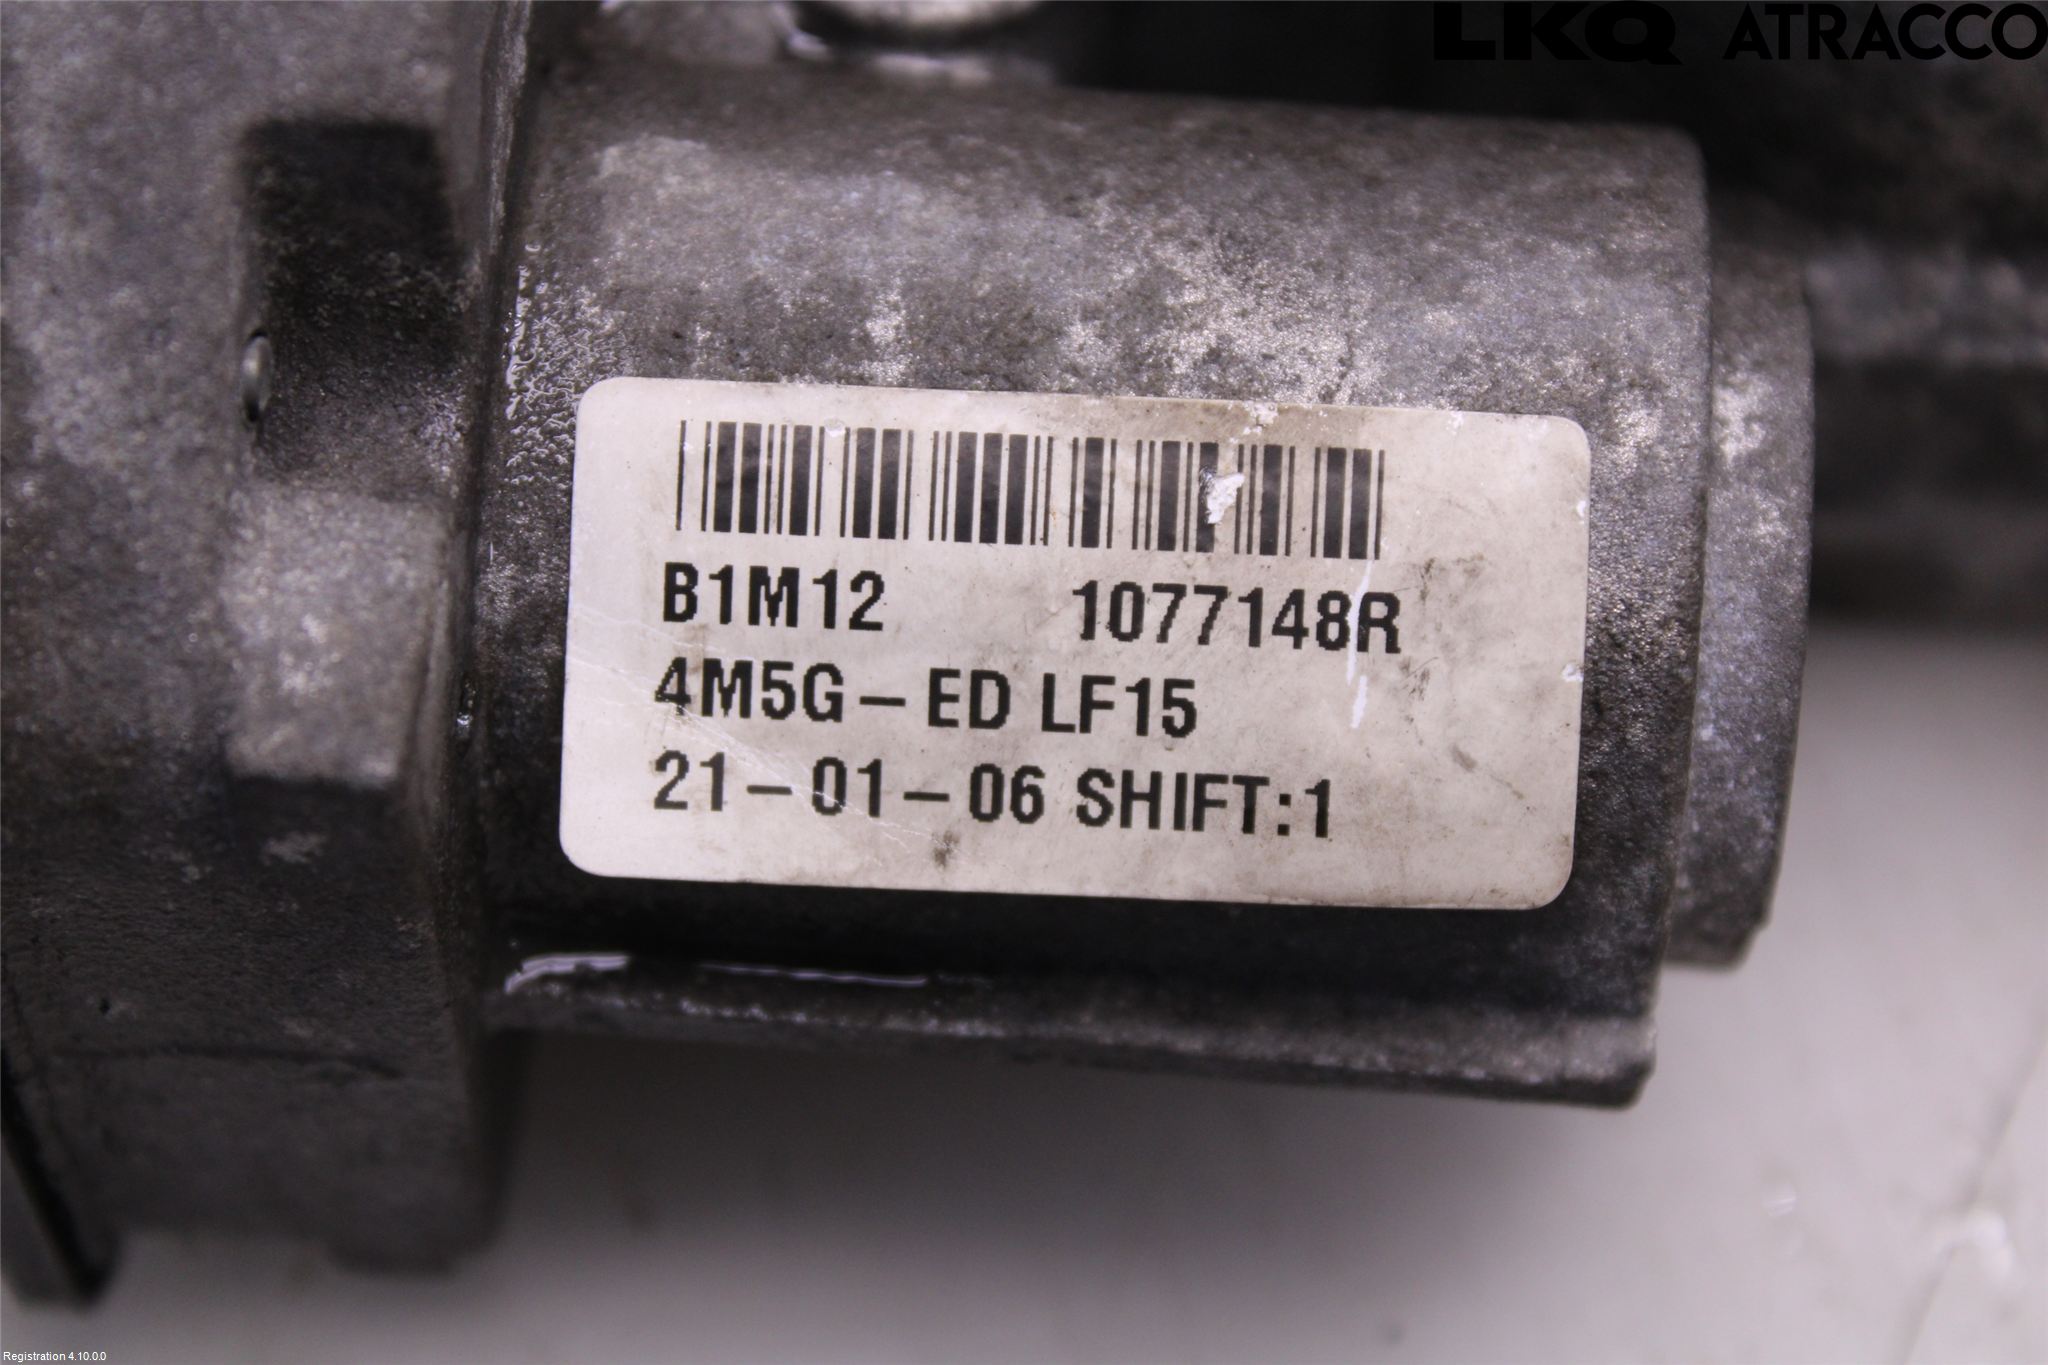 LKQ ATRACCO
B1M12 1077148R
4M5G-ED LF15
21-01-06 SHIFT:1
Registration 4.10.0.0